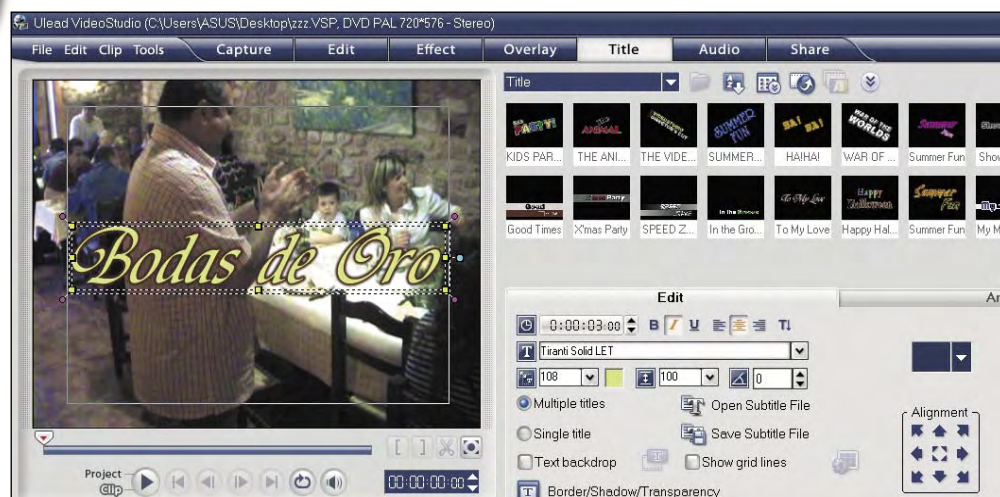 Ulead VideoStudio (C:\Users\ASUS\Desktop\zzz.VSP, DVD PAL 720*576 - Stereo)
File Edit Clip Tools Capture Edit Effect Overlay Title Audio Share
Title
KIDS PAR... THE ANI... THE VIDE... SUMMER... HA!HA! WAR OF ... Summer Fun Shov
Good Times X'mas Party SPEED Z... In the Gro... To My Love Happy Hal... Summer Fun My M
Bodas de Oro
Edit An
0:00:03:00 B I U
Tiranti Solid LET
108 100 0
Multiple titles Open Subtitle File
Single title Save Subtitle File
Text backdrop Show grid lines
Border/Shadow/Transparency
Alignment
Project
Clip
00:00:00:00